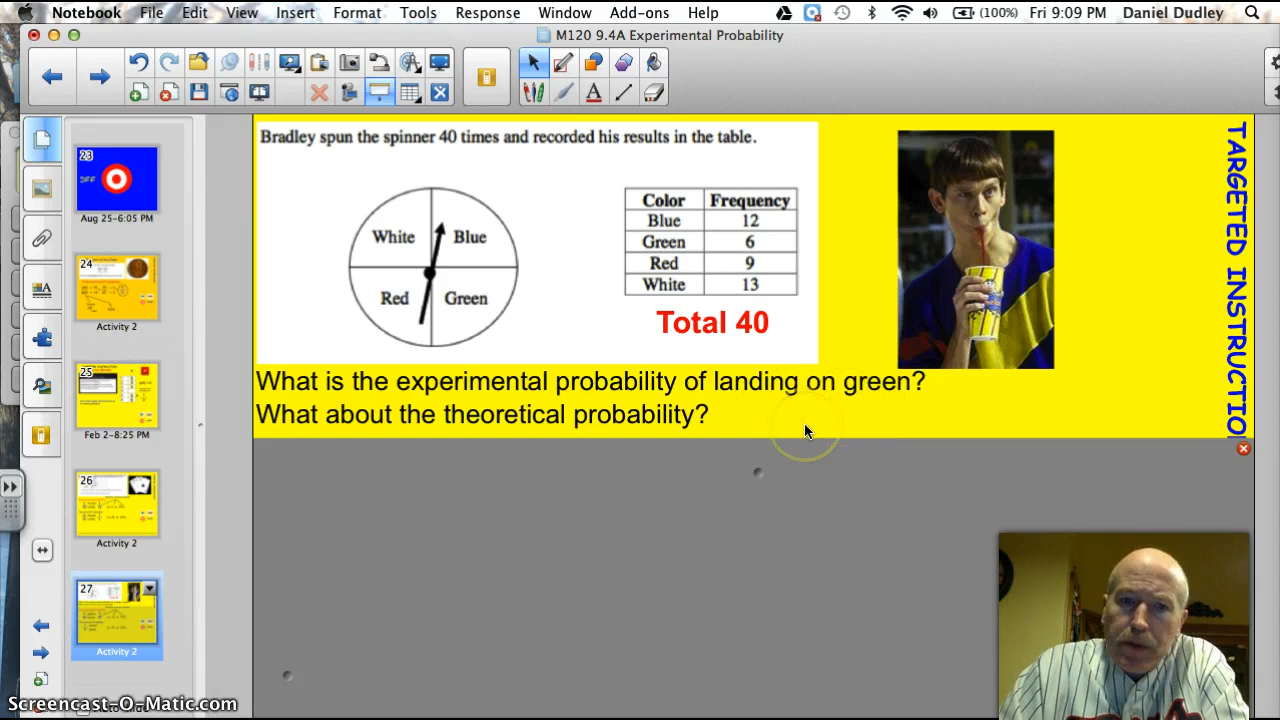 Notebook File Edit View Insert Format Tools Response Window Add-ons Help (100%) Fri 9:09 PM Daniel Dudley
M120 9.4A Experimental Probability
23
OFF
Aug 25-6:05 PM
24
Activity 2
25
Feb 2-8:25 PM
26
Activity 2
27
Activity 2
Bradley spun the spinner 40 times and recorded his results in the table.
White Blue
Red Green
Color Frequency
Blue 12
Green 6
Red 9
White 13
Total 40
What is the experimental probability of landing on green?
What about the theoretical probability?
TARGETED INSTRUCTIO
Screencast-O-Matic.com